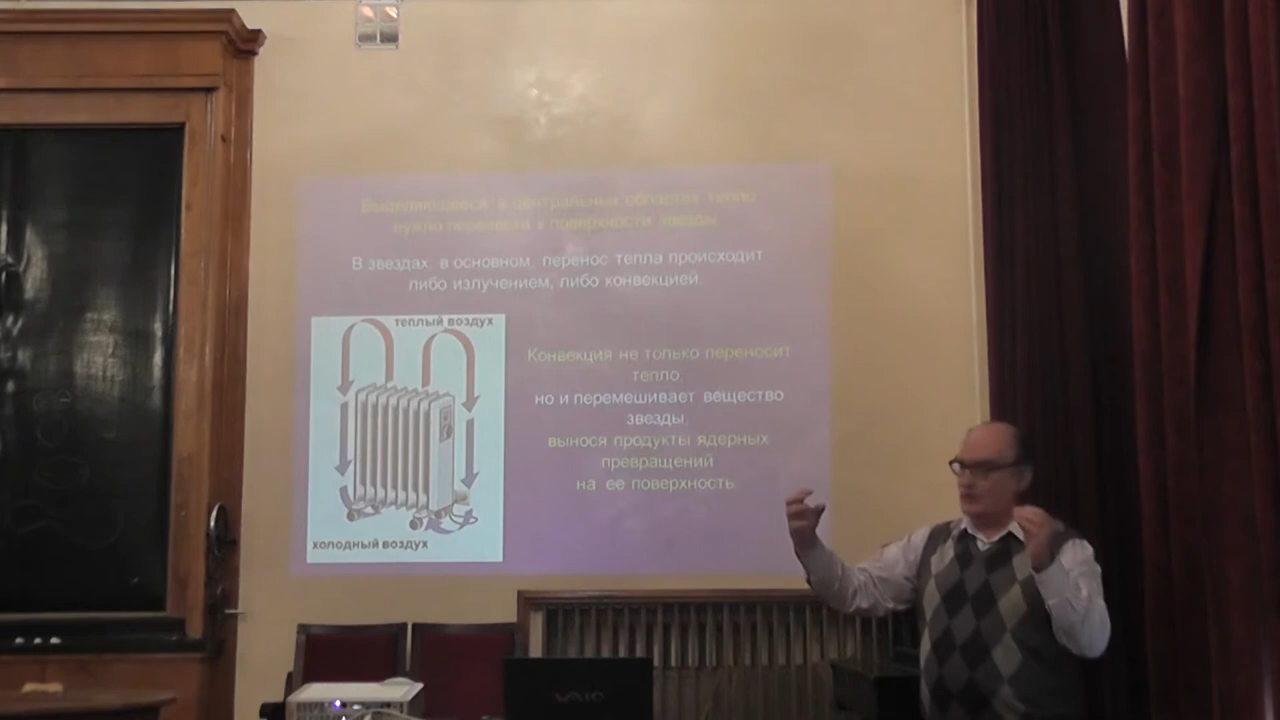 Выделяющееся в центральных областях тепло
нужно перенести к поверхности звезды
В звездах, в основном, перенос тепла происходит
либо излучением, либо конвекцией.
теплый воздух
холодный воздух
Конвекция не только переносит
тепло,
но и перемешивает вещество
звезды,
вынося продукты ядерных
превращений
на ее поверхность.
VAIO